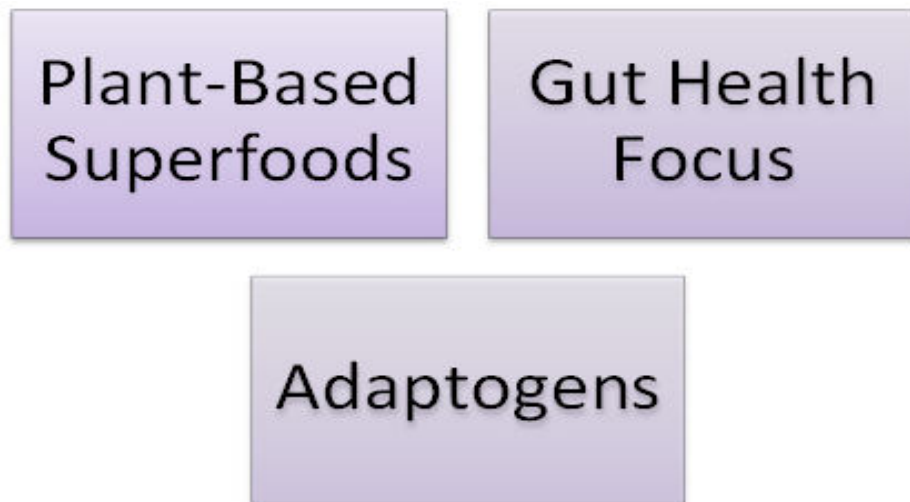 Plant-Based
Superfoods
Gut Health
Focus
Adaptogens